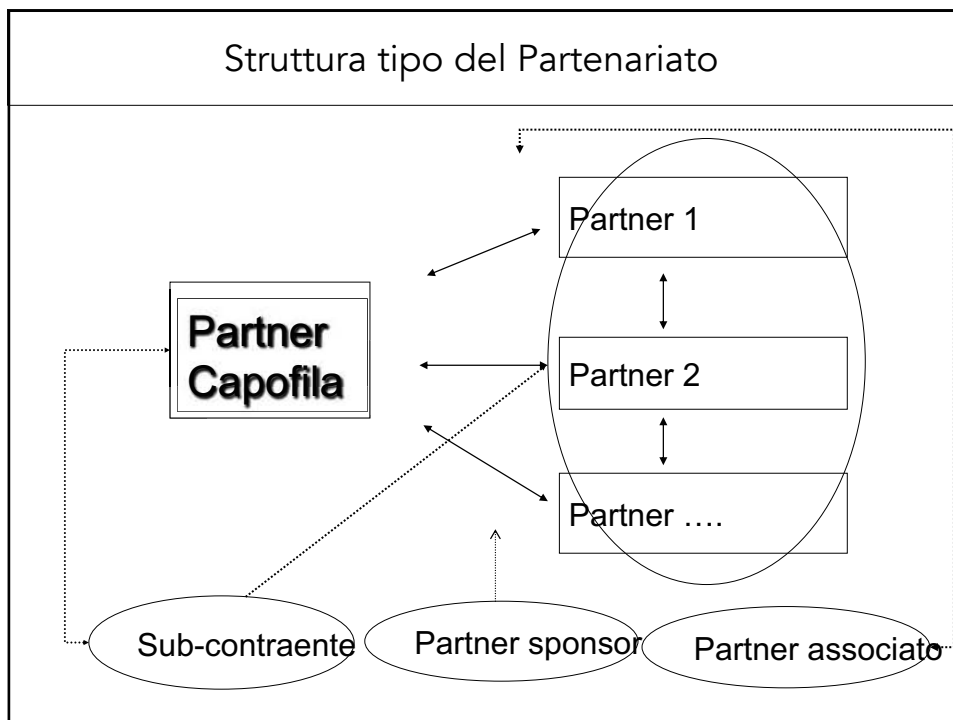 Struttura tipo del Partenariato
Partner 1
Partner
Capofila
Partner 2
Partner ….
Sub-contraente
Partner sponsor
Partner associato